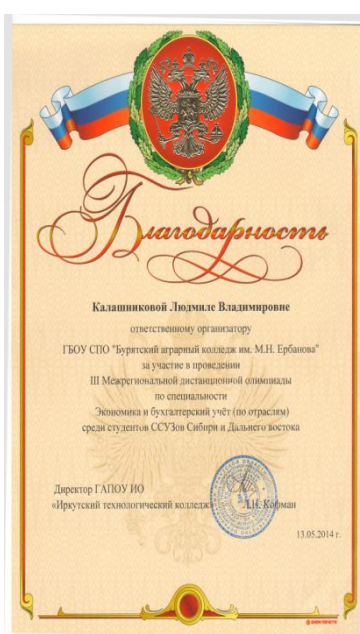 Благодарность
Калашниковой Людмиле Владимировне
ответственному организатору
ГБОУ СПО "Бурятский аграрный колледж им. М.Н. Ербанова"
за участие в проведении
III Межрегиональной дистанционной олимпиады
по специальности
Экономика и бухгалтерский учёт (по отраслям)
среди студентов ССУЗов Сибири и Дальнего востока
Директор ГАПОУ ИО
«Иркутский технологический колледж» Л.Н. Кофман
13.05.2014 г.